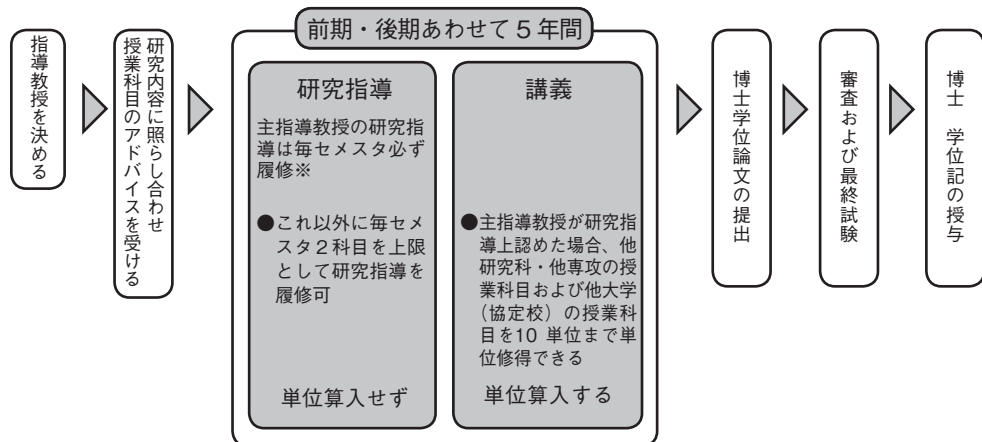 指導教授を決める
研究内容に照らし合わせ
授業科目のアドバイスを受ける
前期・後期あわせて5年間
研究指導
主指導教授の研究指
導は毎セメスタ必ず
履修※
●これ以外に毎セメ
スタ2科目を上限
として研究指導を
履修可
単位算入せず
講義
●主指導教授が研究指
導上認めた場合、他
研究科・他専攻の授
業科目および他大学
（協定校）の授業科
目を10 単位まで単
位修得できる
単位算入する
博士学位論文の提出
審査および最終試験
博士　学位記の授与